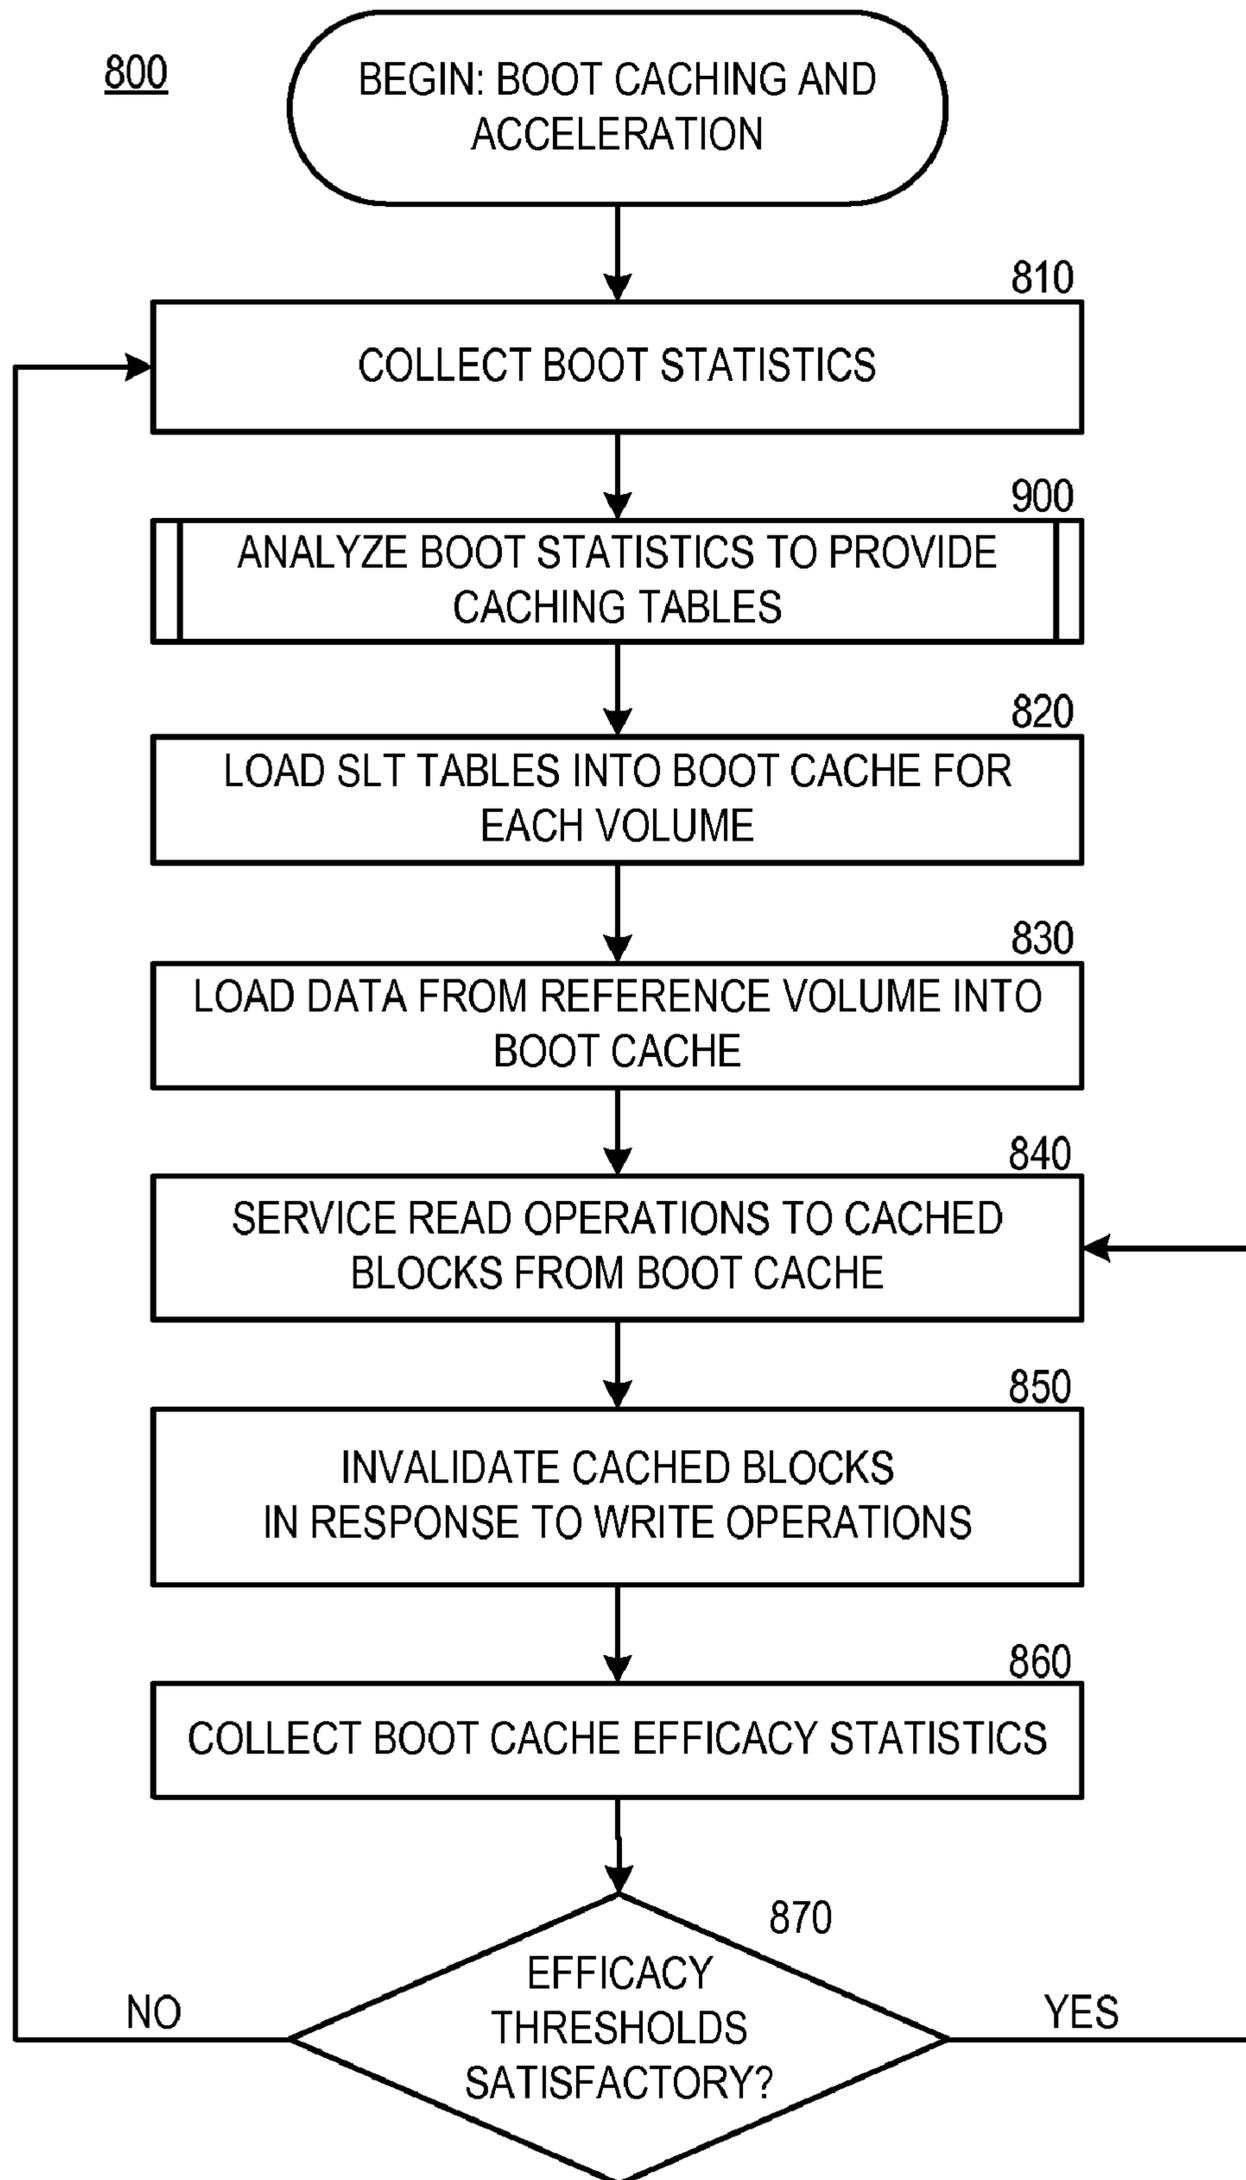 800
BEGIN: BOOT CACHING AND
ACCELERATION
810
COLLECT BOOT STATISTICS
900
ANALYZE BOOT STATISTICS TO PROVIDE
CACHING TABLES
820
LOAD SLT TABLES INTO BOOT CACHE FOR
EACH VOLUME
830
LOAD DATA FROM REFERENCE VOLUME INTO
BOOT CACHE
840
SERVICE READ OPERATIONS TO CACHED
BLOCKS FROM BOOT CACHE
850
INVALIDATE CACHED BLOCKS
IN RESPONSE TO WRITE OPERATIONS
860
COLLECT BOOT CACHE EFFICACY STATISTICS
870
EFFICACY
THRESHOLDS
SATISFACTORY?
NO
YES